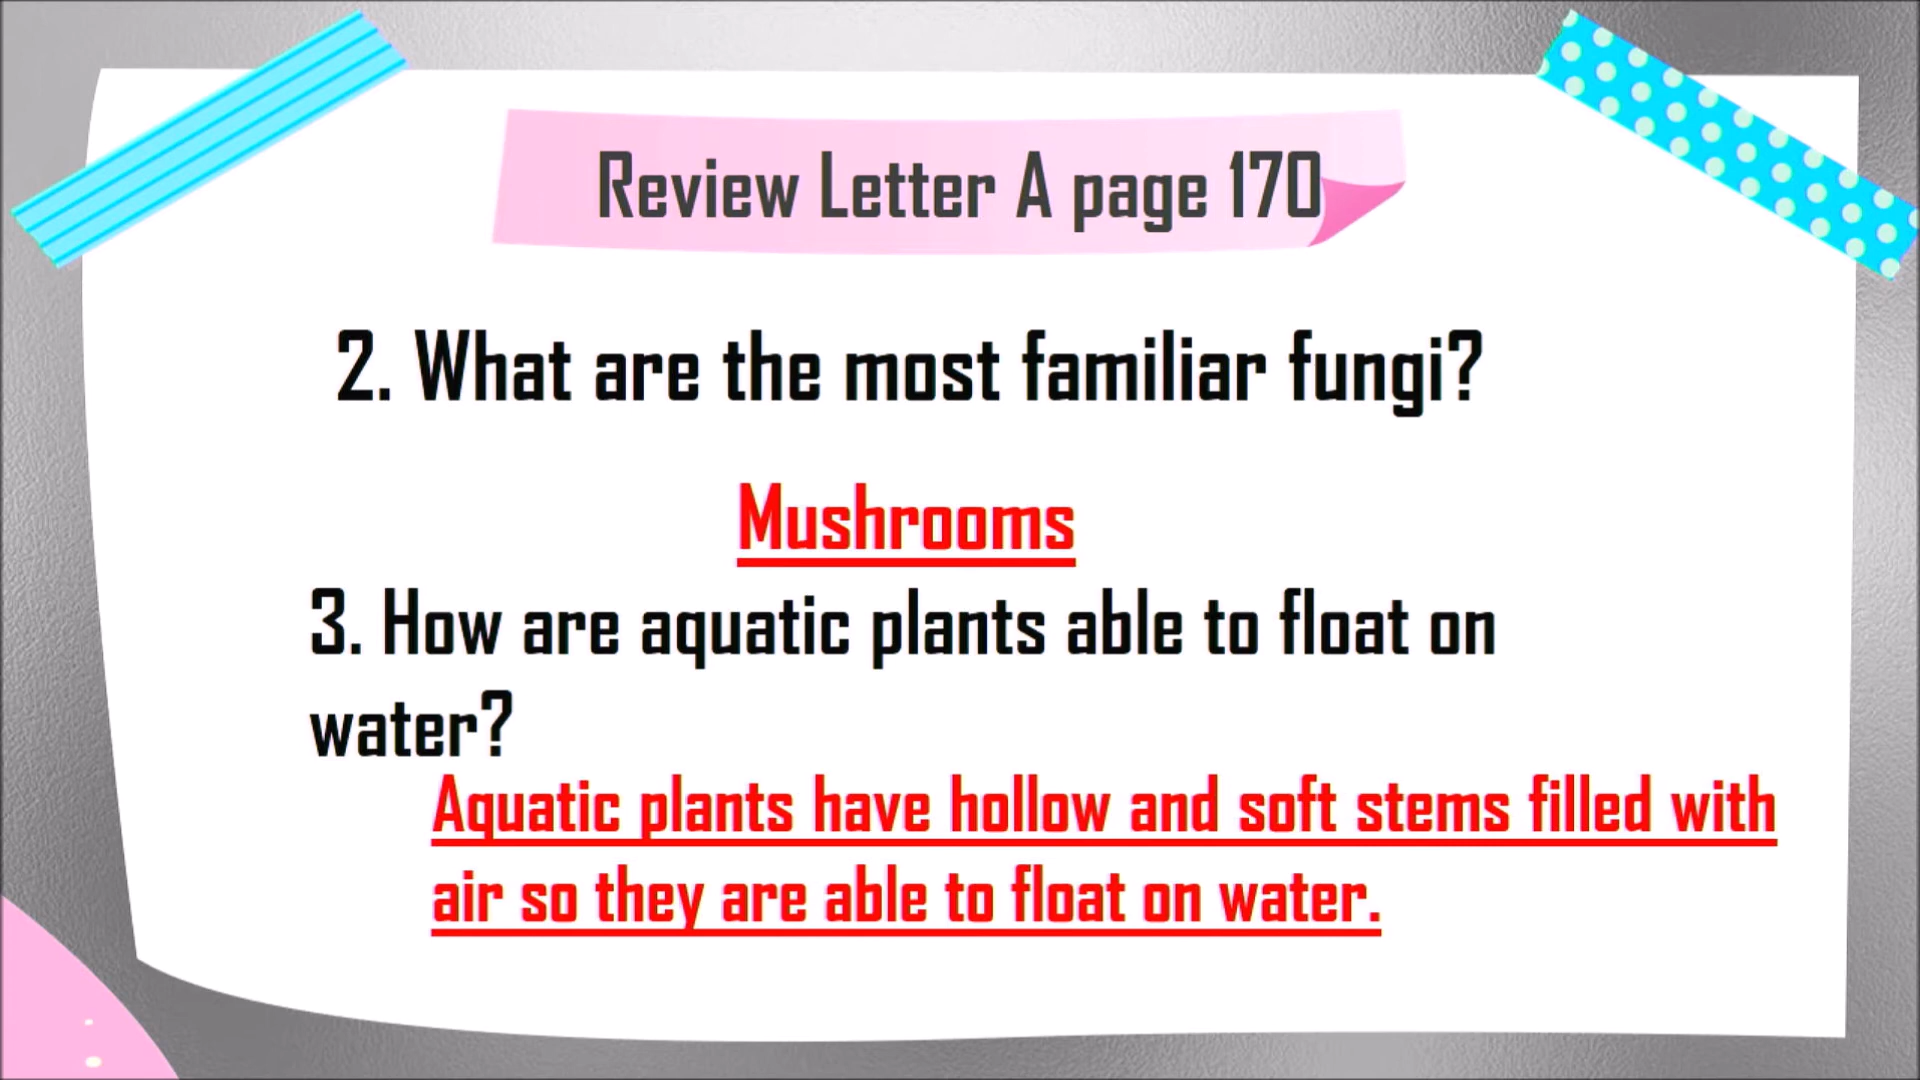 Review Letter A page 170
2. What are the most familiar fungi?
Mushrooms
3. How are aquatic plants able to float on
water?
Aquatic plants have hollow and soft stems filled with
air so they are able to float on water.